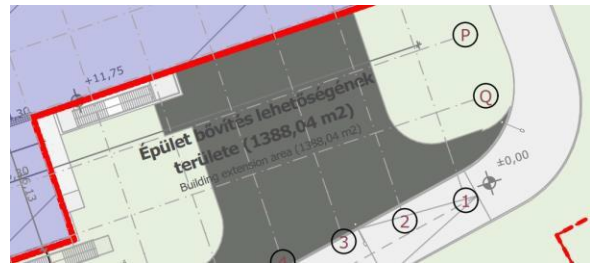 P
+11,75
Q
Épület bővítés lehetőségének
területe (1388,04 m2)
Building extension area (1388,04 m2)
±0,00
1
2
3